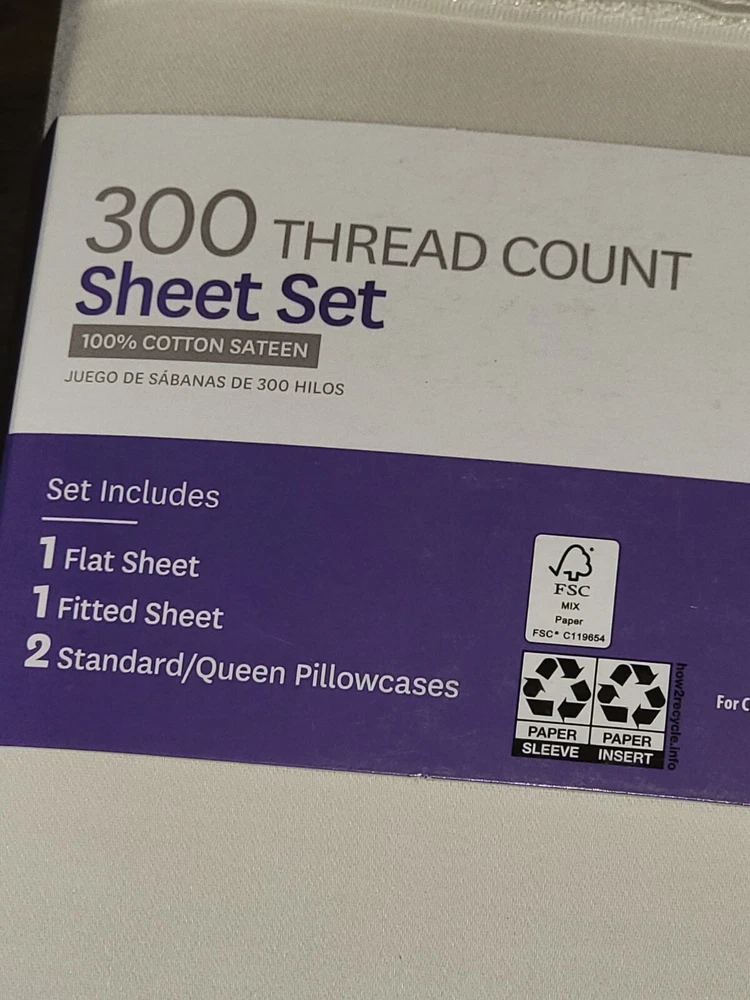 300 THREAD COUNT
Sheet Set
100% COTTON SATEEN
JUEGO DE SÁBANAS DE 300 HILOS
Set Includes
1 Flat Sheet
1 Fitted Sheet
2 Standard/Queen Pillowcases
FSC
MIX
Paper
FSC® C119654
PAPER
SLEEVE
PAPER
INSERT
how2recycle.info
For